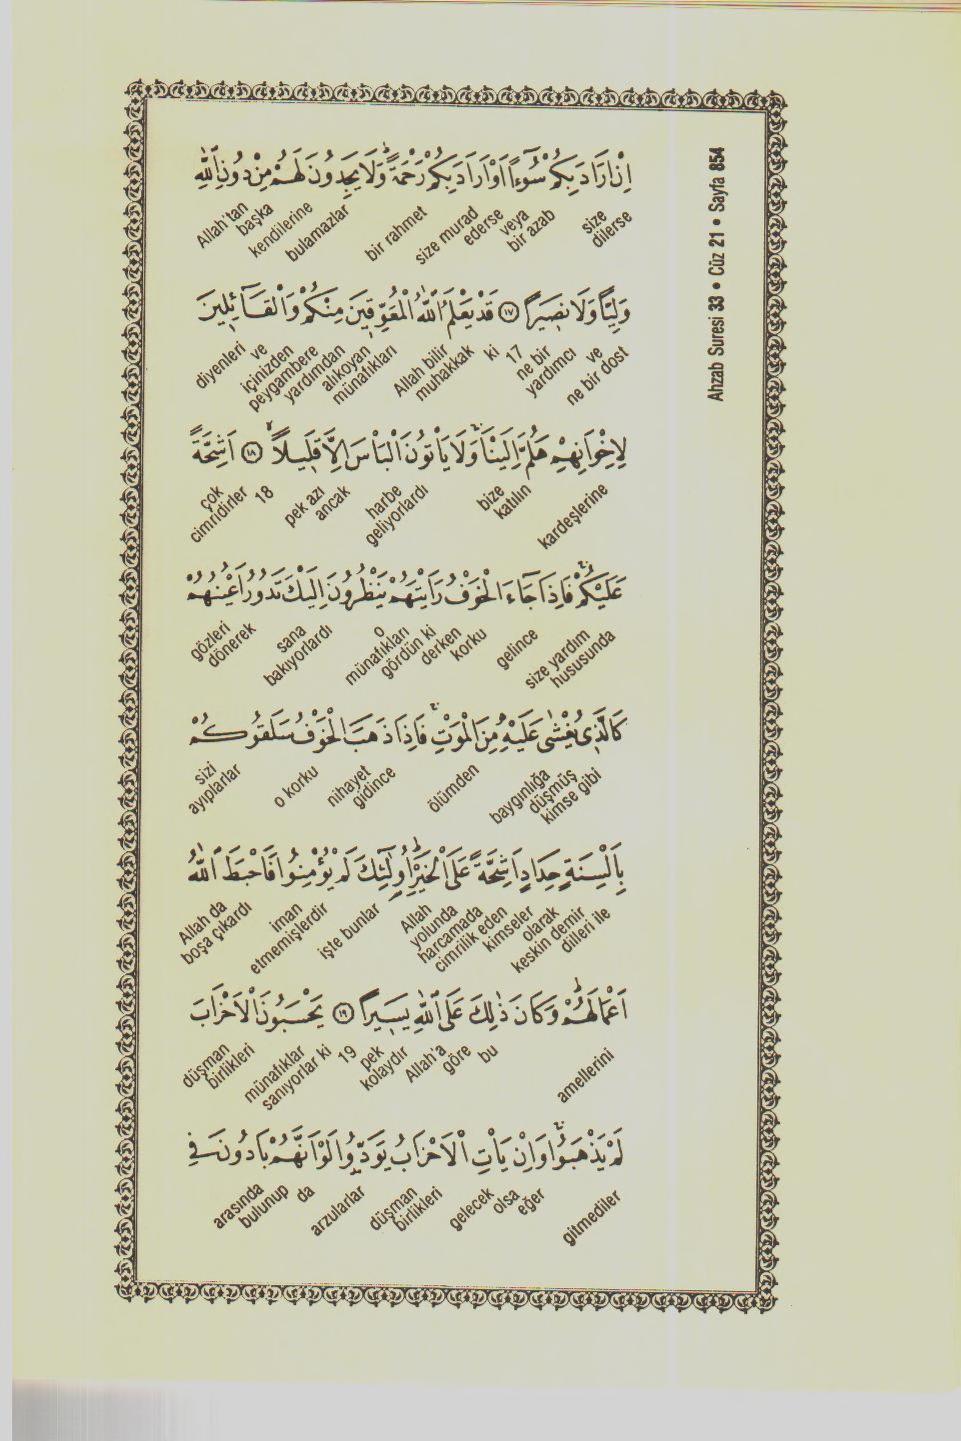 Ahzab Suresi 33 • Cüz 21 • Sayfa 854
اِنْ اَرَادَ بِكُمْ سُٓوءًا اَوْ اَرَادَ بِكُمْ رَحْمَةًۜ وَلَا يَجِدُونَ لَهُمْ مِنْ دُونِ اللّٰهِ
size dilerse
bir azab
veya
size murad ederse
bir rahmet
bulamazlar
kendilerine
başka
Allah'tan
وَلِيًّا وَلَا نَصِيرًا ﴿١٧﴾ قَدْ يَعْلَمُ اللّٰهُ الْمُعَوِّقِينَ مِنْكُمْ وَالْقَٓائِلِينَ
ne bir dost
ve
ne bir yardımcı
17
ki
Allah bilir muhakkak
içinizden peygambere yardımdan alıkoyan münafıkları
ve
diyenleri
لِاِخْوَانِهِمْ هَلُمَّ اِلَيْنَاۚ وَلَا يَأْتُونَ الْبَأْسَ اِلَّا قَلِيلًاۙ ﴿١٨﴾ اَشِحَّةً
kardeşlerine
bize katılın
harbe geliyorlardı
ancak
pek azı
18
çok cimridirler
عَلَيْكُمْۚ فَاِذَا جَٓاءَ الْخَوْفُ رَاَيْتَهُمْ يَنْظُرُونَ اِلَيْكَ تَدُورُ اَعْيُنُهُمْ
size yardım hususunda
gelince
korku
derken
o münafıkları gördün ki
sana bakıyorlardı
gözleri dönerek
كَالَّذِي يُغْشٰى عَلَيْهِ مِنَ الْمَوْتِۚ فَاِذَا ذَهَبَ الْخَوْفُ سَلَقُوكُمْ
baygınlığa düşmüş kimse gibi
ölümden
nihayet gidince
o korku
sizi ayıplarlar
بِاَلْسِنَةٍ حِدَادٍ اَشِحَّةً عَلَى الْخَيْرِۜ اُو۬لٰٓئِكَ لَمْ يُؤْمِنُوا فَاَحْبَطَ اللّٰهُ
keskin demir dilleri ile
Allah yolunda harcamada cimrilik eden kimseler olarak
işte bunlar
iman etmemişlerdir
Allah da boşa çıkardı
اَعْمَالَهُمْۜ وَكَانَ ذٰلِكَ عَلَى اللّٰهِ يَسِيرًا ﴿١٩﴾ يَحْسَبُونَ الْاَحْزَابَ
amellerini
bu
Allah'a göre
pek kolaydır
19
münafıklar sanıyorlar ki
düşman birlikleri
لَمْ يَذْهَبُواۚ وَاِنْ يَأْتِ الْاَحْزَابُ يَوَدُّوا لَوْ اَنَّهُمْ بَادُونَ فِي
gitmediler
eğer
gelecek olsa
düşman birlikleri
arzularlar
da
arasında bulunup